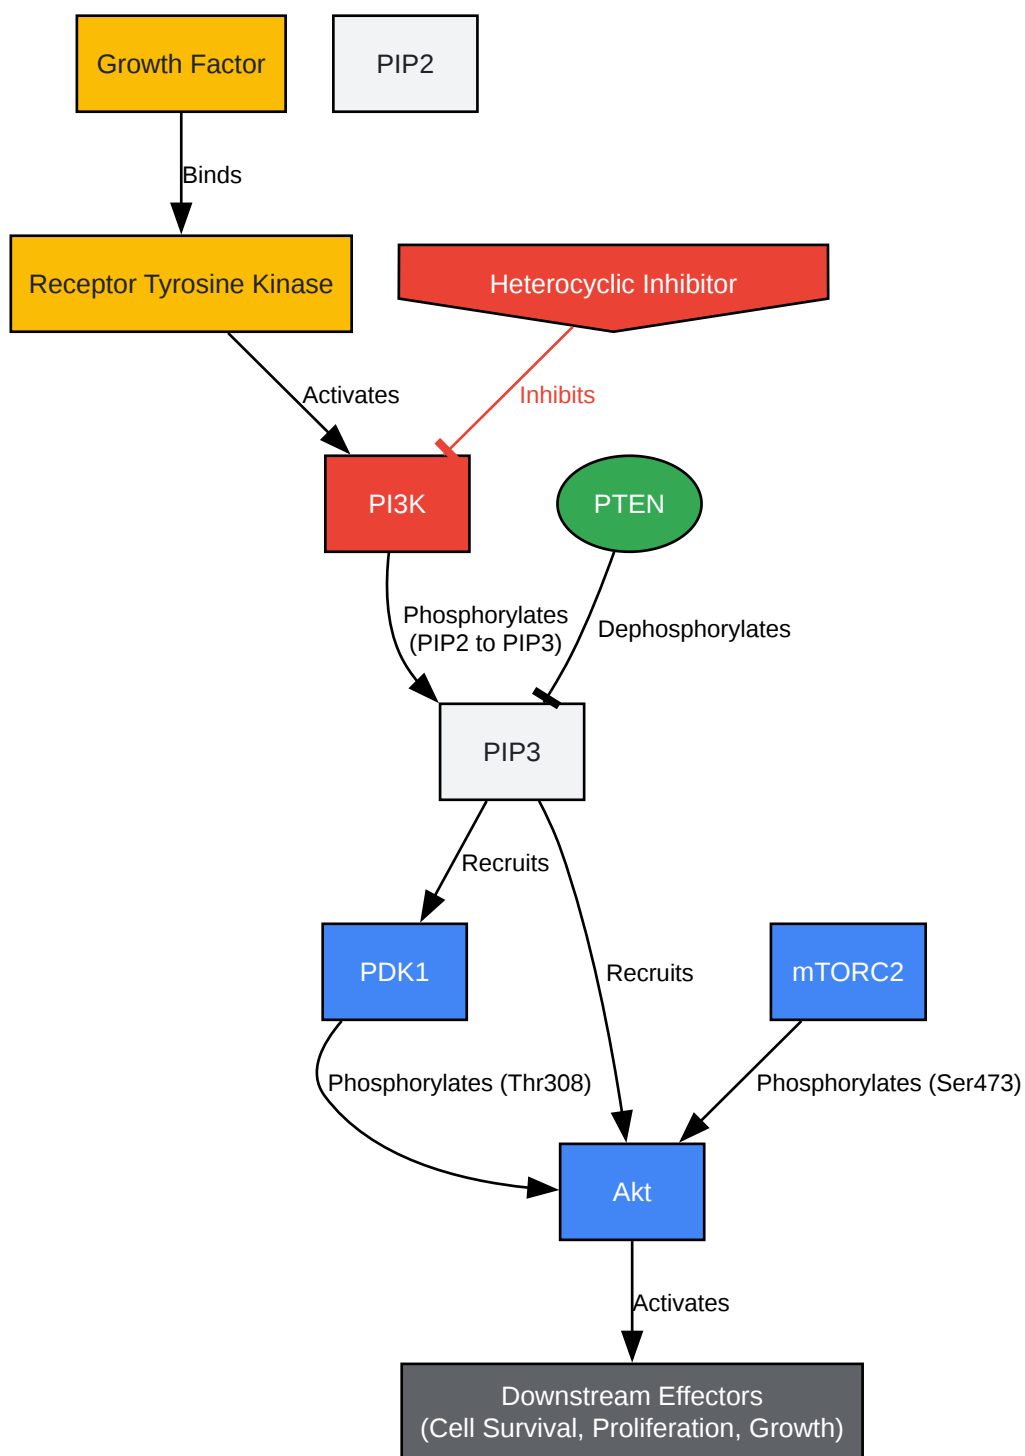 Growth Factor
PIP2
Binds
Receptor Tyrosine Kinase
Heterocyclic Inhibitor
Activates
Inhibits
PI3K
PTEN
Phosphorylates
(PIP2 to PIP3)
Dephosphorylates
PIP3
Recruits
PDK1
Recruits
mTORC2
Phosphorylates (Thr308)
Phosphorylates (Ser473)
Akt
Activates
Downstream Effectors
(Cell Survival, Proliferation, Growth)